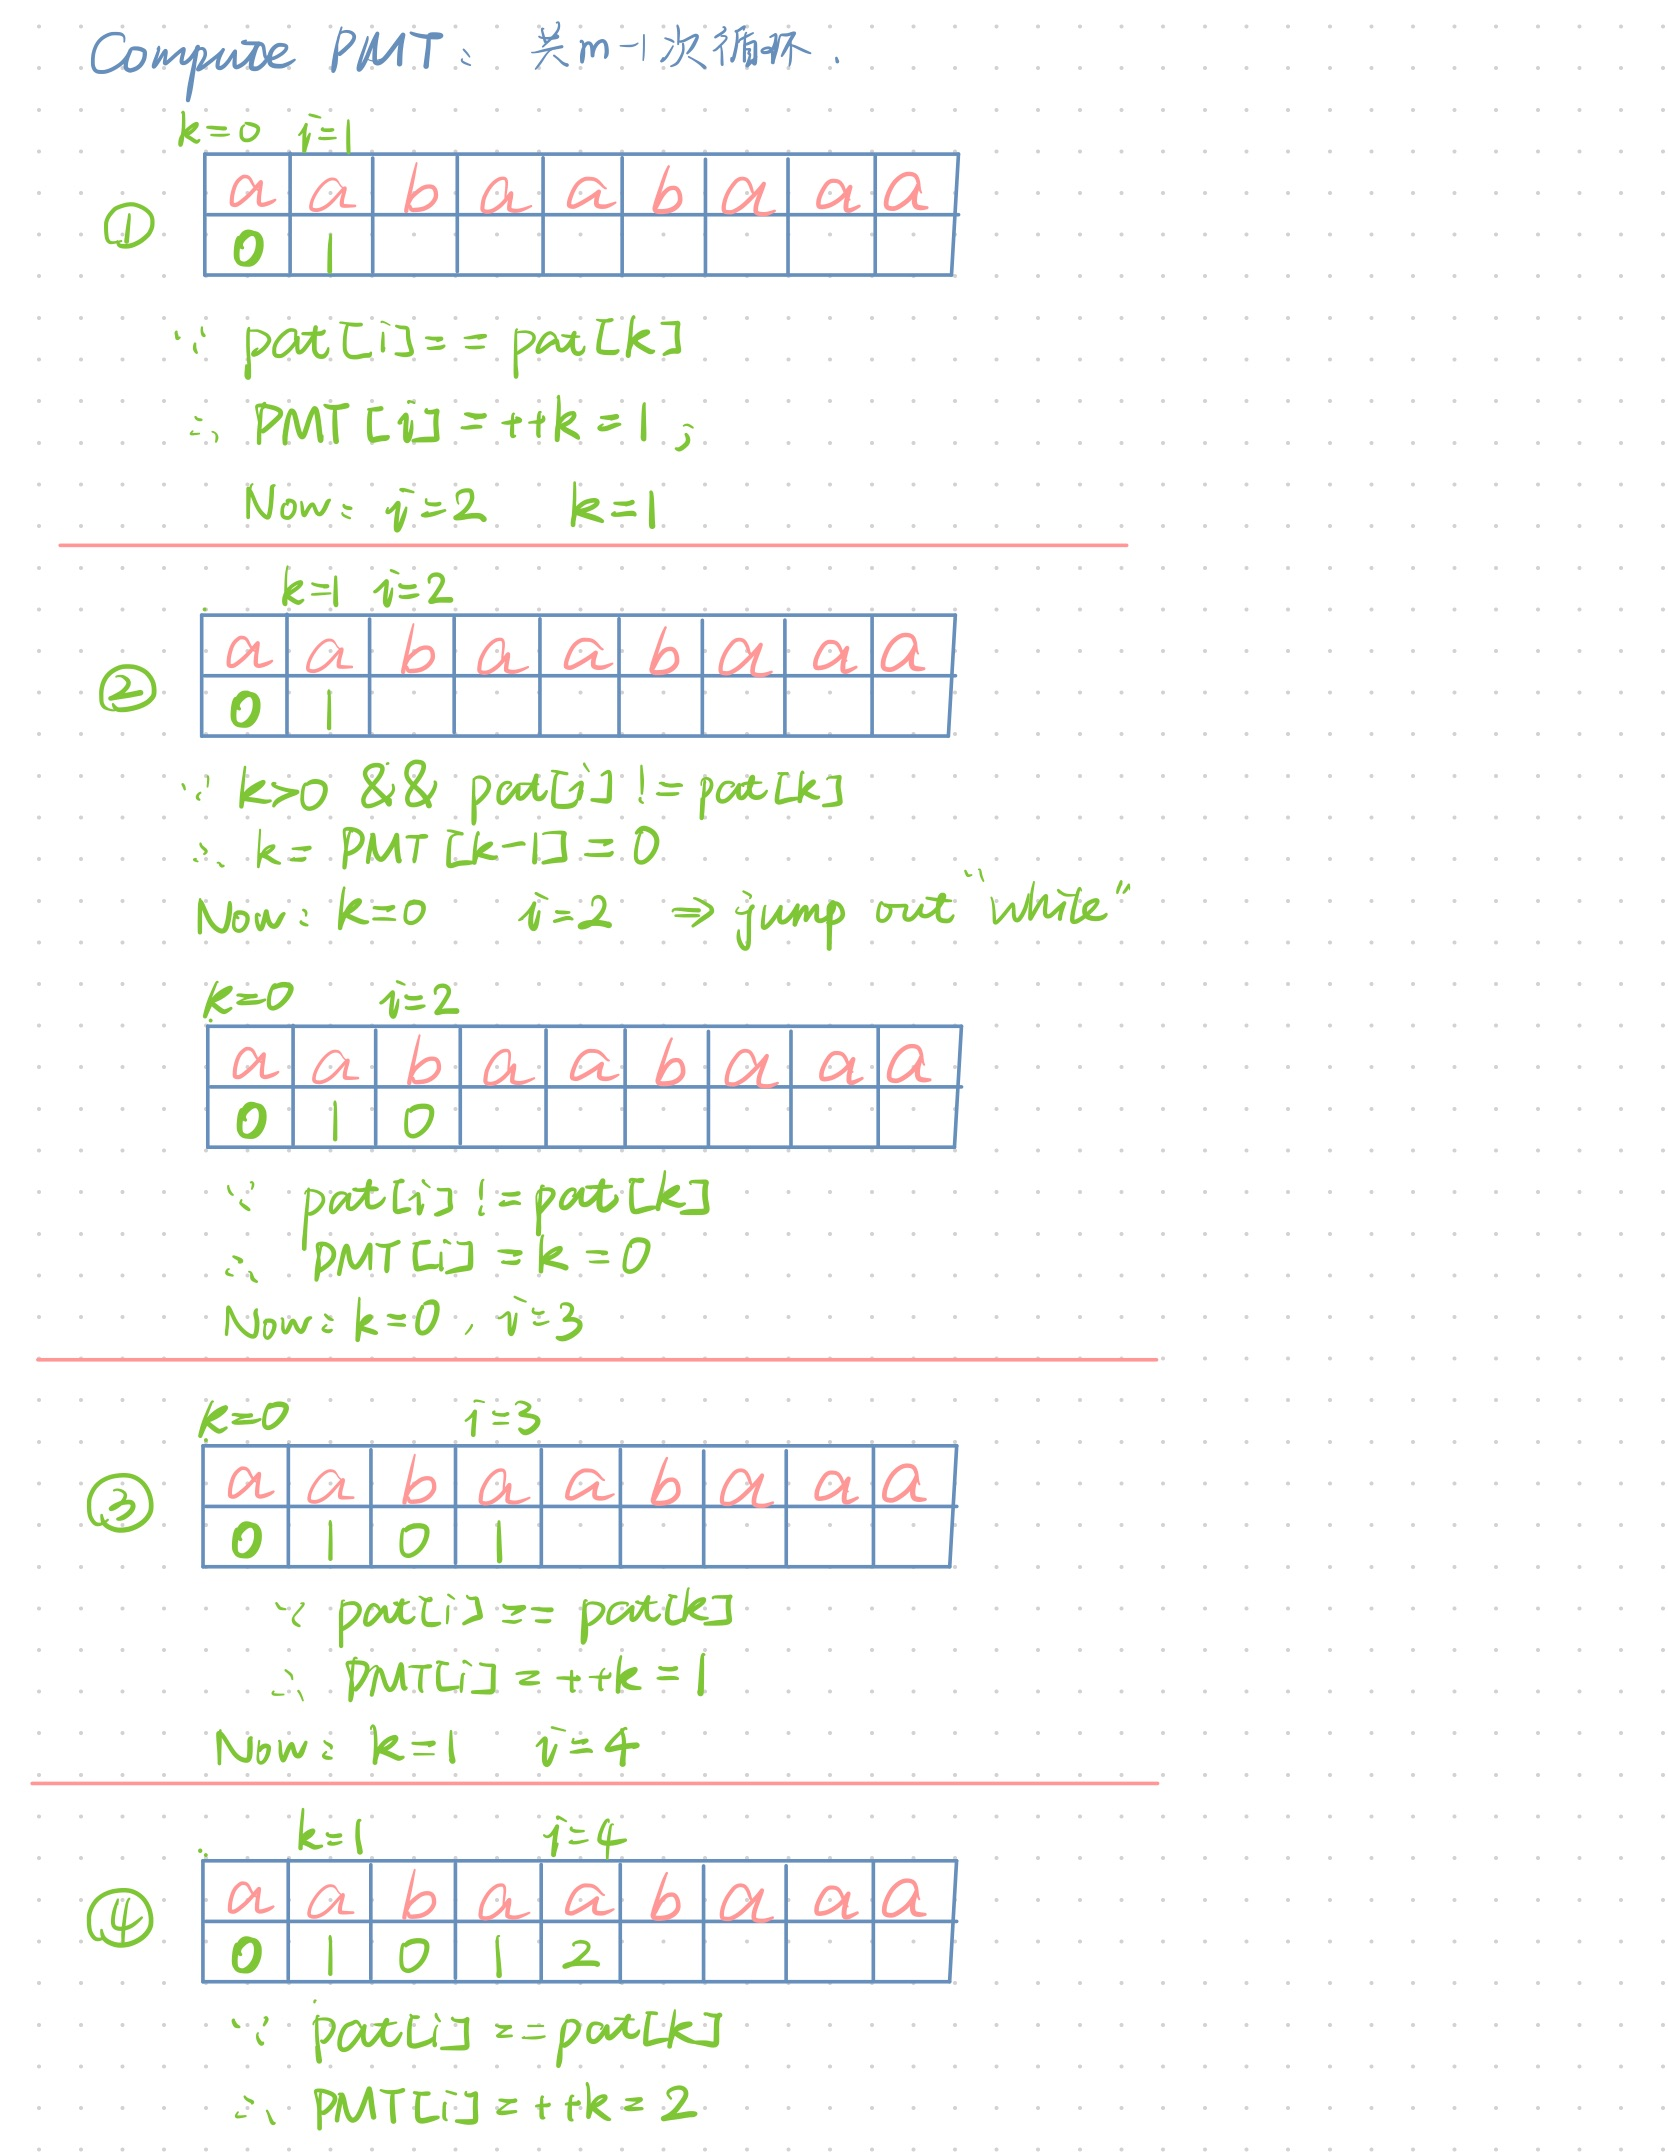 Compute PMT: 共m-1次循环.
k=0 i=1
a a b a a b a a a
① 0 1
∵ pat[i]==pat[k]
∴ PMT[i]=++k=1;
Now: i=2 k=1
k=1 i=2
a a b a a b a a a
② 0 1
∵ k>0 && pat[i]!=pat[k]
∴ k= PMT[k-1]=0
Now: k=0 i=2 ⇒ jump out "while"
k=0 i=2
a a b a a b a a a
0 1 0
∵ pat[i]!=pat[k]
∴ PMT[i]=k=0
Now: k=0, i=3
k=0 i=3
a a b a a b a a a
③ 0 1 0 1
∵ pat[i]==pat[k]
∴ PMT[i]=++k=1
Now: k=1 i=4
k=1 i=4
a a b a a b a a a
④ 0 1 0 1 2
∵ pat[i]==pat[k]
∴ PMT[i]=++k=2